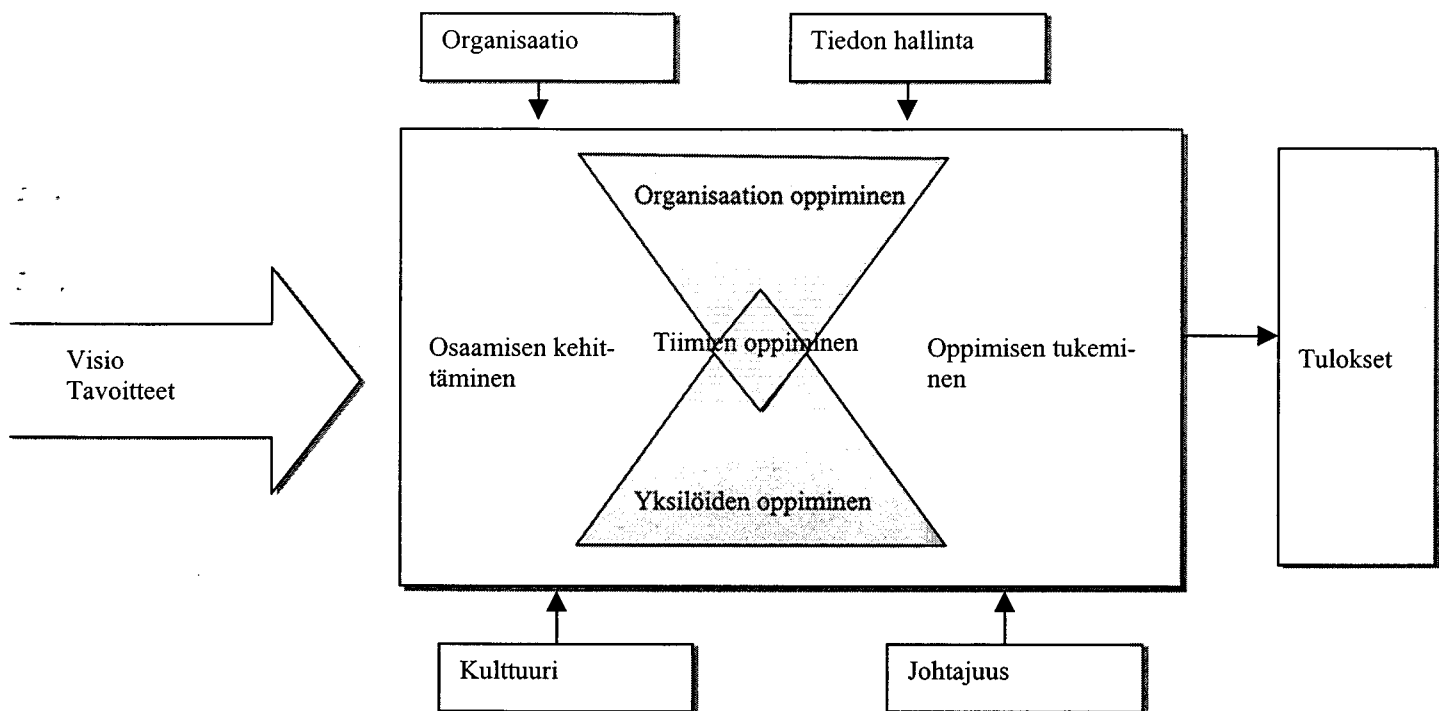 Organisaatio
Tiedon hallinta
Organisaation oppiminen
Visio
Tavoitteet
Osaamisen kehit-
täminen
Tiimien oppiminen
Oppimisen tukemi-
nen
Tulokset
Yksilöiden oppiminen
Kulttuuri
Johtajuus